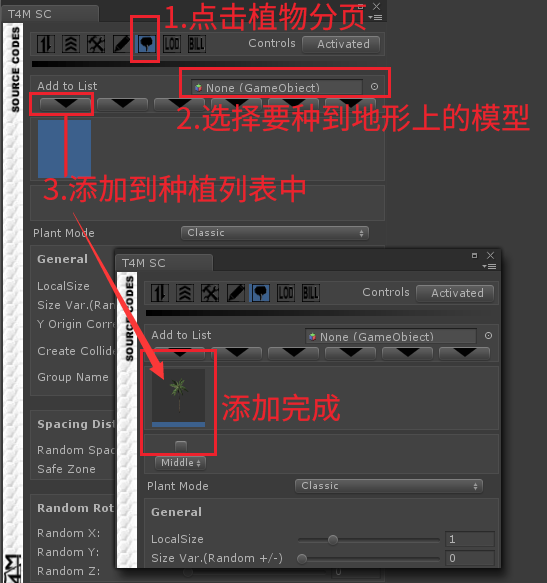 T4M SC
1.点击植物分页
SOURCE CODES
LOD
BILL
Controls
Activated
Add to List
None (GameObject)
2.选择要种到地形上的模型
3.添加到种植列表中
Plant Mode
Classic
General
LocalSize
Size Var.(Ran
Y Origin Corre
Create Collide
Group Name
Spacing Dist
Random Spac
Safe Zone
Random Rot
Random X:
Random Y:
Random Z:
0
T4M
T4M SC
SOURCE CODES
LOD
BILL
Controls
Activated
Add to List
None (GameObject)
添加完成
Middle
Plant Mode
Classic
General
LocalSize
1
Size Var.(Random +/-)
0